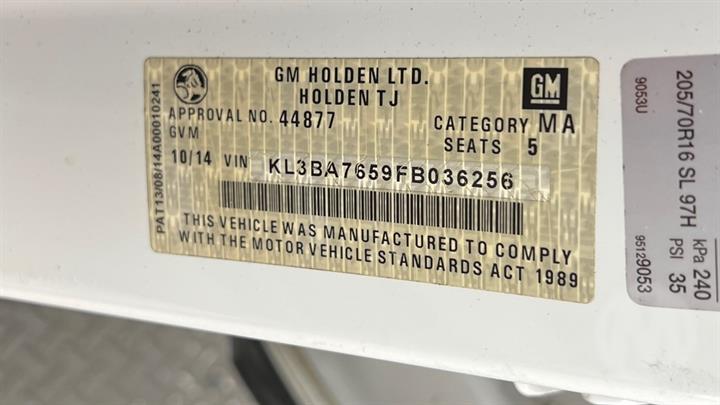 GM HOLDEN LTD.
HOLDEN TJ
GM
APPROVAL NO. 44877
CATEGORY MA
GVM
SEATS 5
10/14 VIN KL3BA7659FB036256
THIS VEHICLE WAS MANUFACTURED TO COMPLY
WITH THE MOTOR VEHICLE STANDARDS ACT 1989
PAT13/08/14A00010241
9053U
95129053
205/70R16 SL 97H
kPa 240
PSI 35